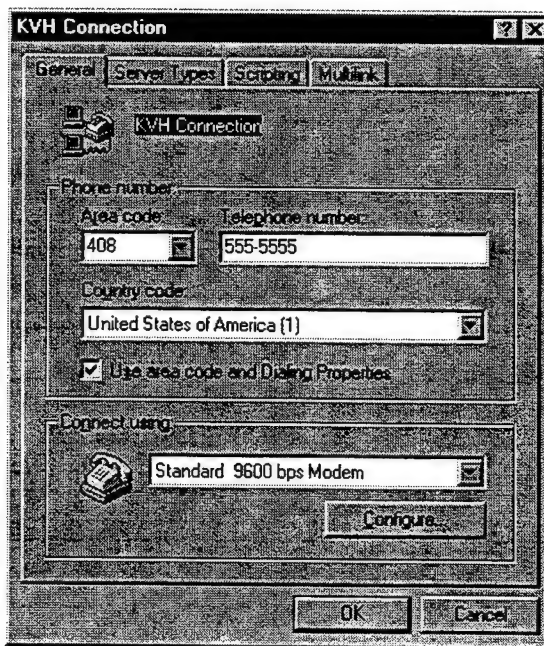 KVH Connection
General Server Types Scripting Multilink
KVH Connection
Phone number:
Area code: Telephone number:
408 555-5555
Country code:
United States of America (1)
Use area code and Dialing Properties
Connect using:
Standard 9600 bps Modem
Configure...
OK Cancel